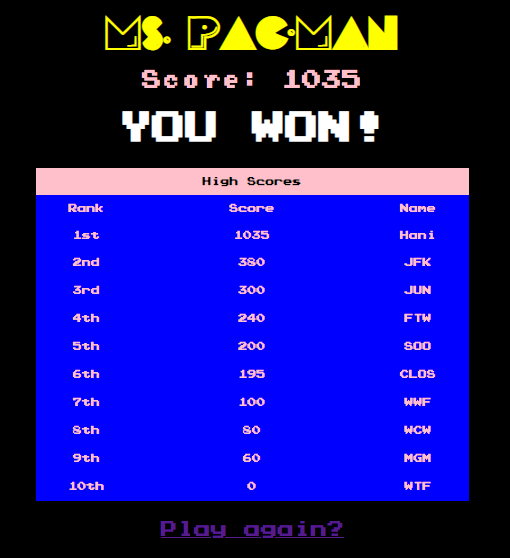 MS. PAC-MAN
Score: 1035
YOU WON!
High Scores
Rank Score Name
1st 1035 Hani
2nd 380 JFK
3rd 300 JUN
4th 240 FTW
5th 200 SOO
6th 195 CLOS
7th 100 WWF
8th 80 WCW
9th 60 MGM
10th 0 WTF
Play again?